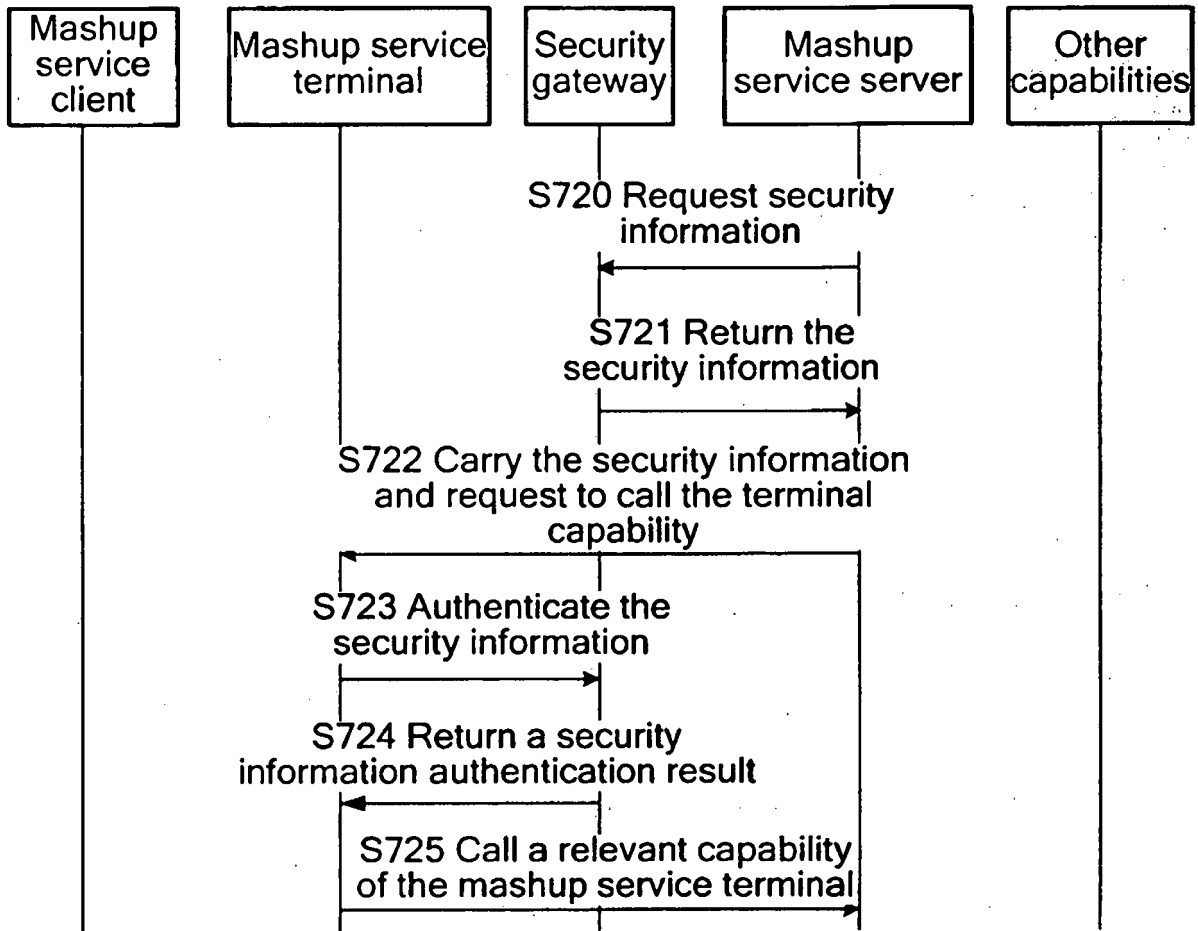 Mashup
service
client
Mashup service
terminal
Security
gateway
Mashup
service server
Other
capabilities
S720 Request security
information
S721 Return the
security information
S722 Carry the security information
and request to call the terminal
capability
S723 Authenticate the
security information
S724 Return a security
information authentication result
S725 Call a relevant capability
of the mashup service terminal